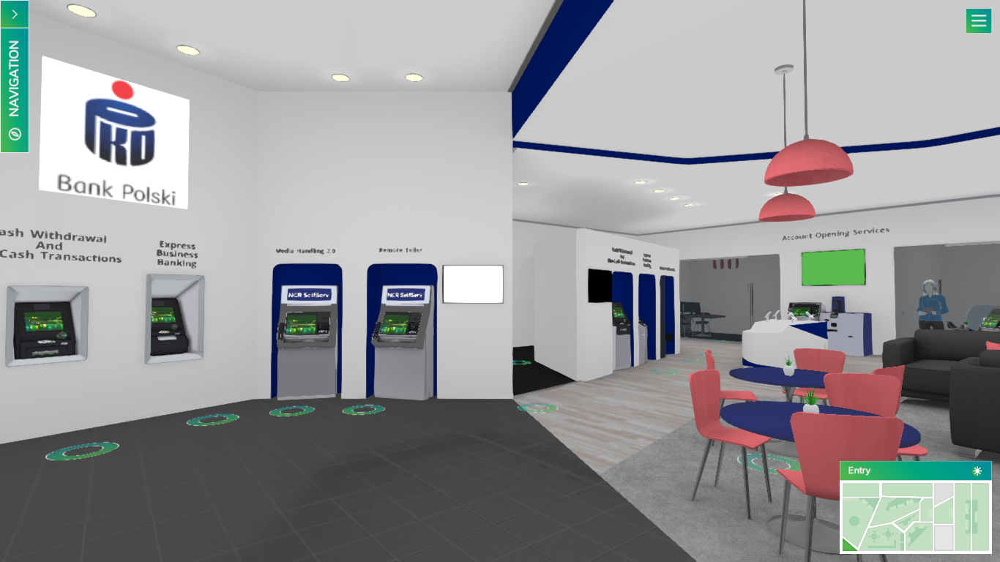 NAVIGATION
PKO
Bank Polski
ash Withdrawal
And
Cash Transactions
Express
Business
Banking
Media Handling 2.0
Remote Teller
NCR SelfServ
NCR SelfServ
Account Opening Services
Entry